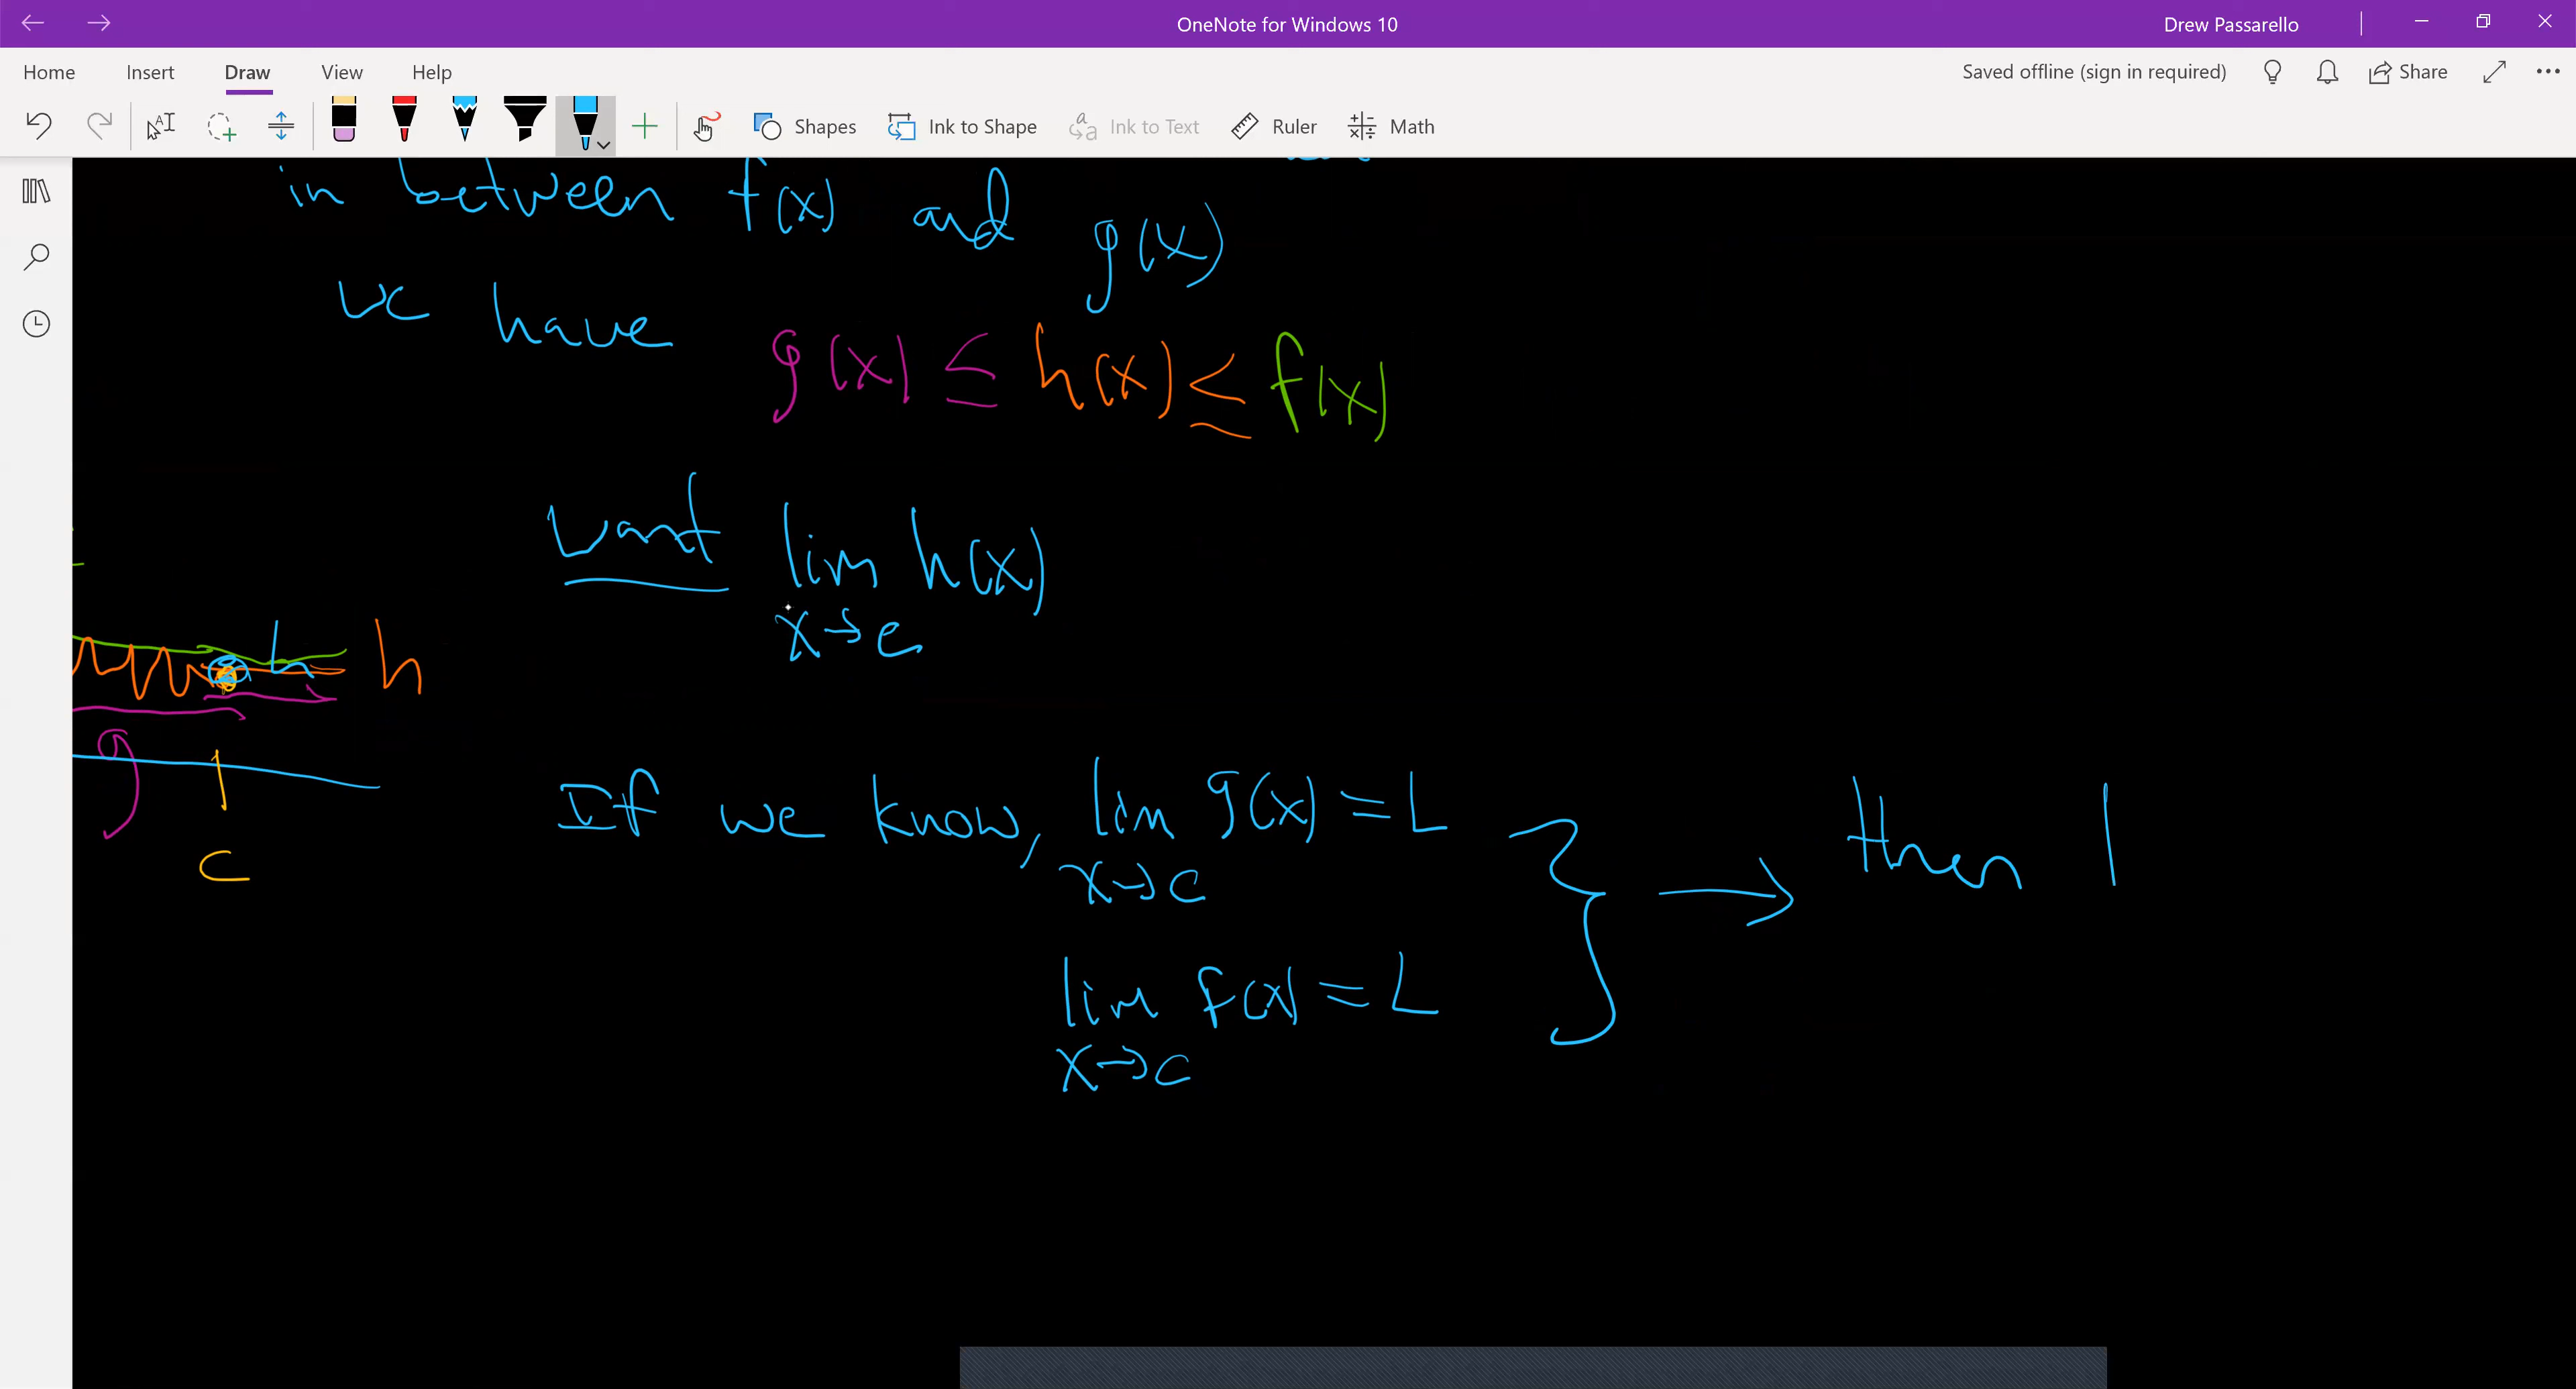 OneNote for Windows 10
Drew Passarello
Home Insert Draw View Help
Saved offline (sign in required) Share
Shapes Ink to Shape Ink to Text Ruler Math
in between f(x) and g(x)
we have g(x) ≤ h(x) ≤ f(x)
want lim h(x)
x→c
h
h
g
c
If we know, lim g(x) = L
x→c
} → then l
lim f(x) = L
x→c